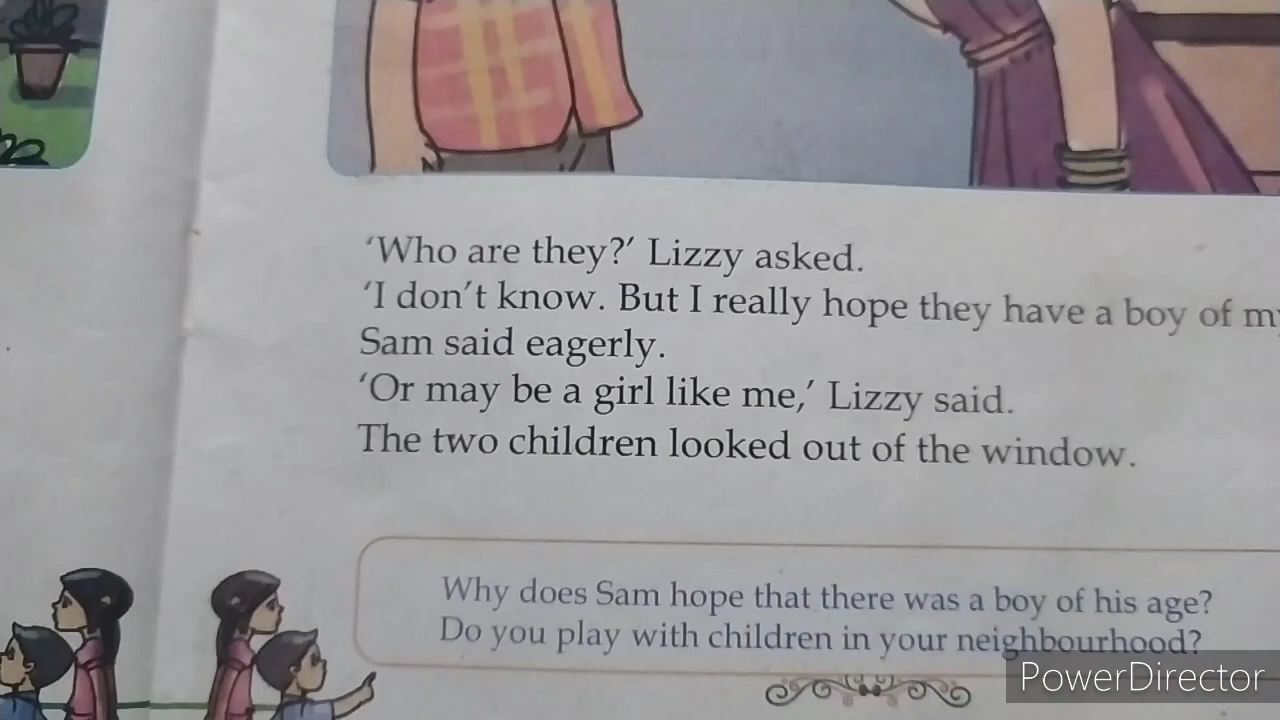 ‘Who are they?’ Lizzy asked.
‘I don’t know. But I really hope they have a boy of
Sam said eagerly.
‘Or may be a girl like me,’ Lizzy said.
The two children looked out of the window.
Why does Sam hope that there was a boy of his age?
Do you play with children in your neighbourhood?
PowerDirector